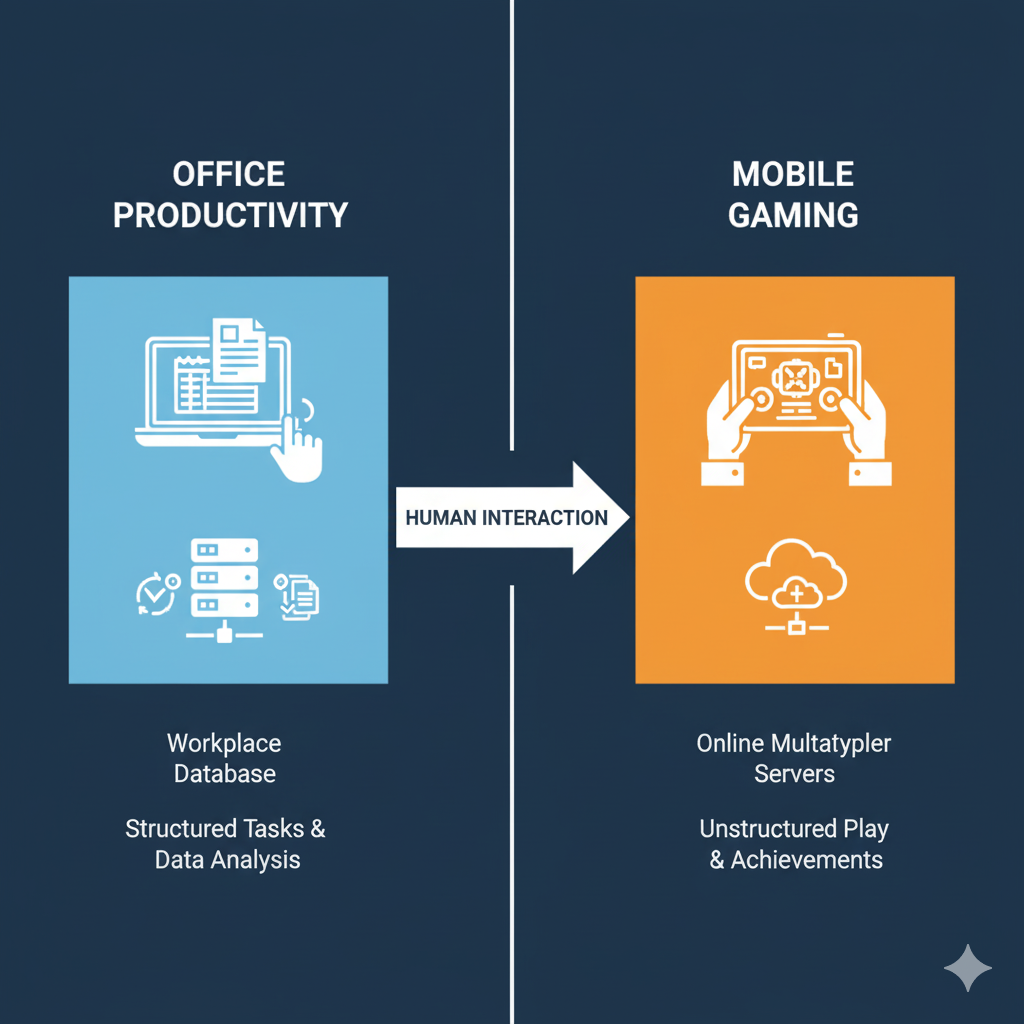 OFFICE
PRODUCTIVITY
MOBILE
GAMING
HUMAN INTERACTION
Workplace
Database
Structured Tasks &
Data Analysis
Online Multatypler
Servers
Unstructured Play
& Achievements